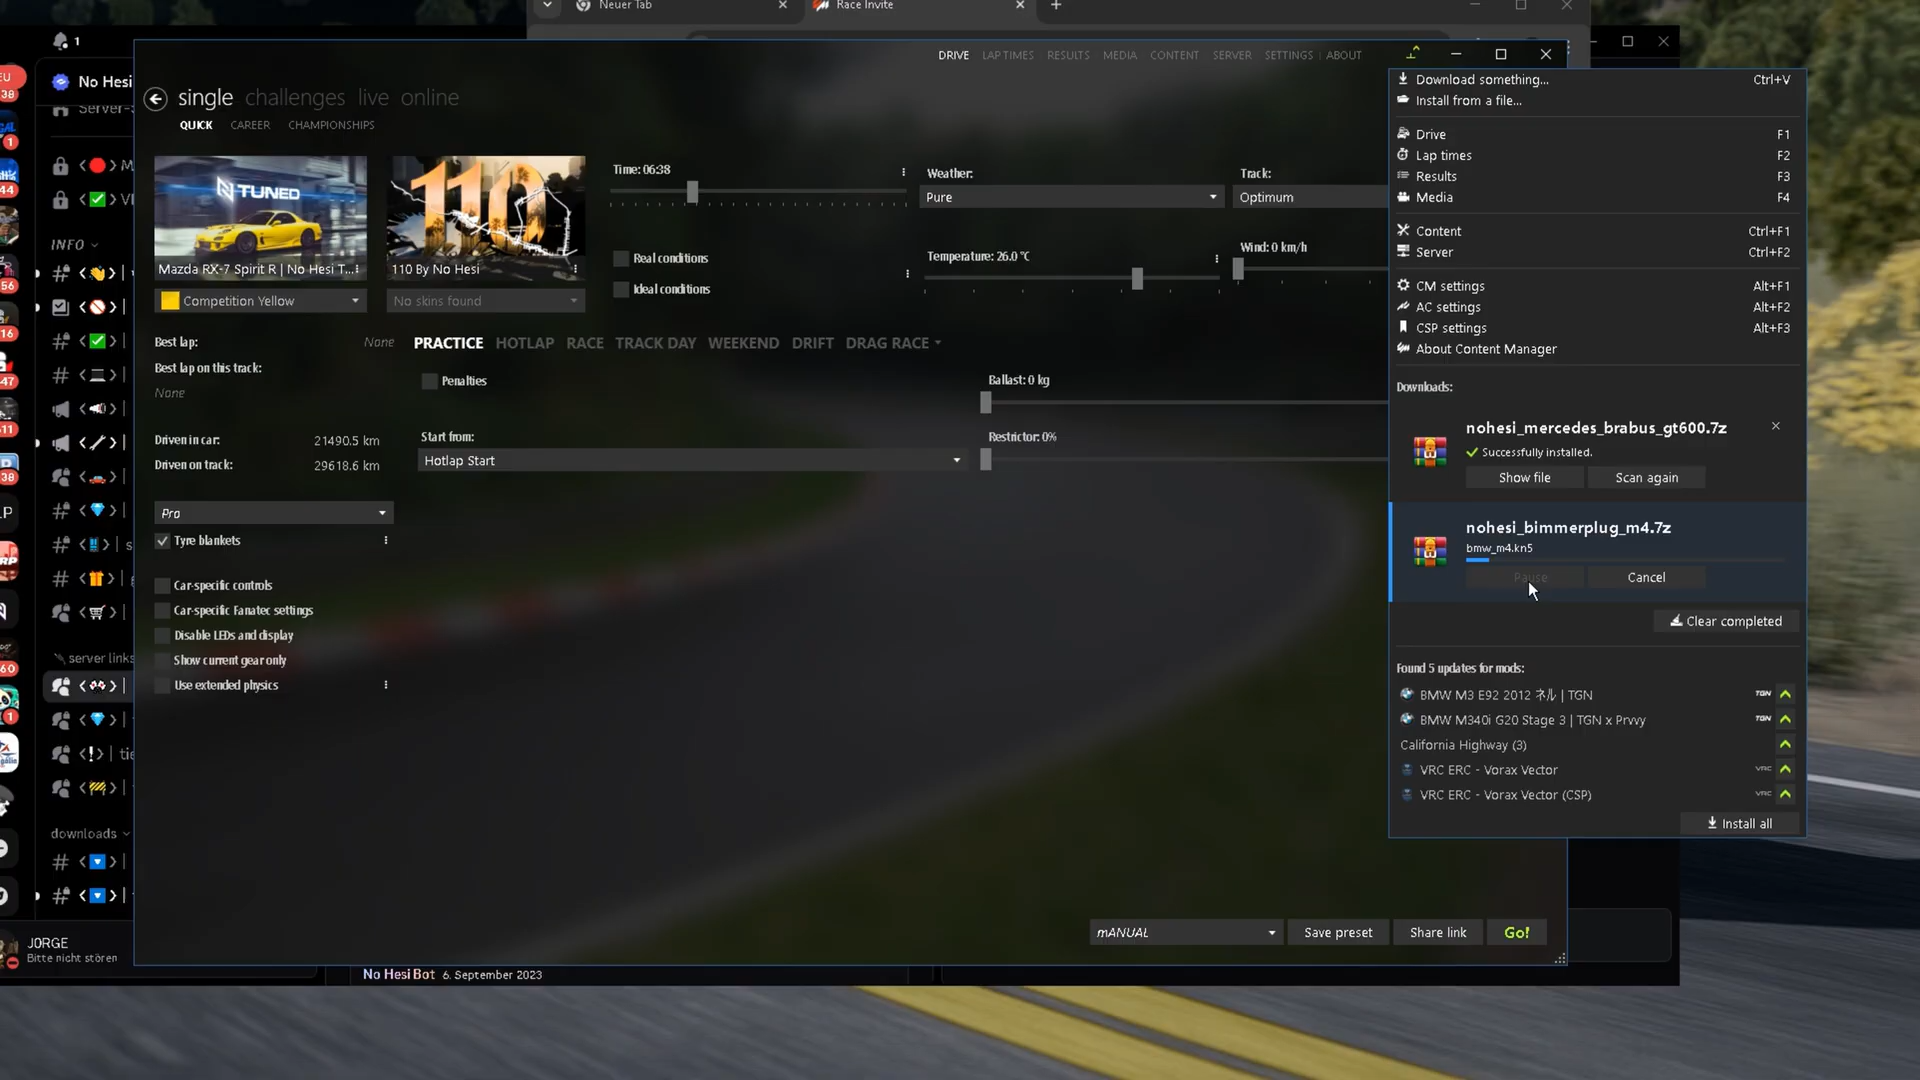 Neuer Tab
Race Invite
1
No Hesi
Server-
INFO
server links
tie
downloads
JORGE
Bitte nicht stören
DRIVE LAP TIMES RESULTS MEDIA CONTENT SERVER SETTINGS ABOUT
single challenges live online
QUICK CAREER CHAMPIONSHIPS
TUNED
Mazda RX-7 Spirit R | No Hesi T...
110
110 By No Hesi
Competition Yellow
No skins found
Time: 06:38
Real conditions
Ideal conditions
Weather:
Pure
Temperature: 26.0 °C
Track:
Optimum
Wind: 0 km/h
Best lap: None
Best lap on this track:
None
Driven in car: 21490.5 km
Driven on track: 29618.6 km
PRACTICE HOTLAP RACE TRACK DAY WEEKEND DRIFT DRAG RACE
Penalties
Ballast: 0 kg
Start from:
Hotlap Start
Restrictor: 0%
Pro
Tyre blankets
Car-specific controls
Car-specific Fanatec settings
Disable LEDs and display
Show current gear only
Use extended physics
mANUAL
Save preset
Share link
Go!
No Hesi Bot 6. September 2023
Download something... Ctrl+V
Install from a file...
Drive F1
Lap times F2
Results F3
Media F4
Content Ctrl+F1
Server Ctrl+F2
CM settings Alt+F1
AC settings Alt+F2
CSP settings Alt+F3
About Content Manager
Downloads:
nohesi_mercedes_brabus_gt600.7z
Successfully installed.
Show file Scan again
nohesi_bimmerplug_m4.7z
bmw_m4.kn5
Pause Cancel
Clear completed
Found 5 updates for mods:
BMW M3 E92 2012 ネル | TGN TGN
BMW M340i G20 Stage 3 | TGN x Prvvy TGN
California Highway (3)
VRC ERC - Vorax Vector VRC
VRC ERC - Vorax Vector (CSP) VRC
Install all